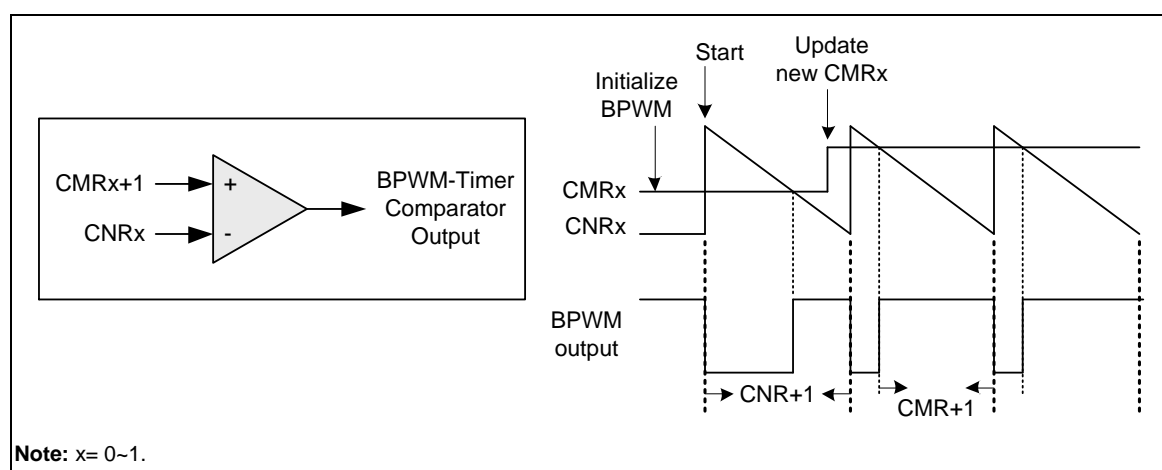 CMRx+1
CNRx
+
-
BPWM-Timer
Comparator
Output
Initialize
BPWM
Start
Update
new CMRx
CMRx
CNRx
BPWM
output
CNR+1
CMR+1
Note: x= 0~1.